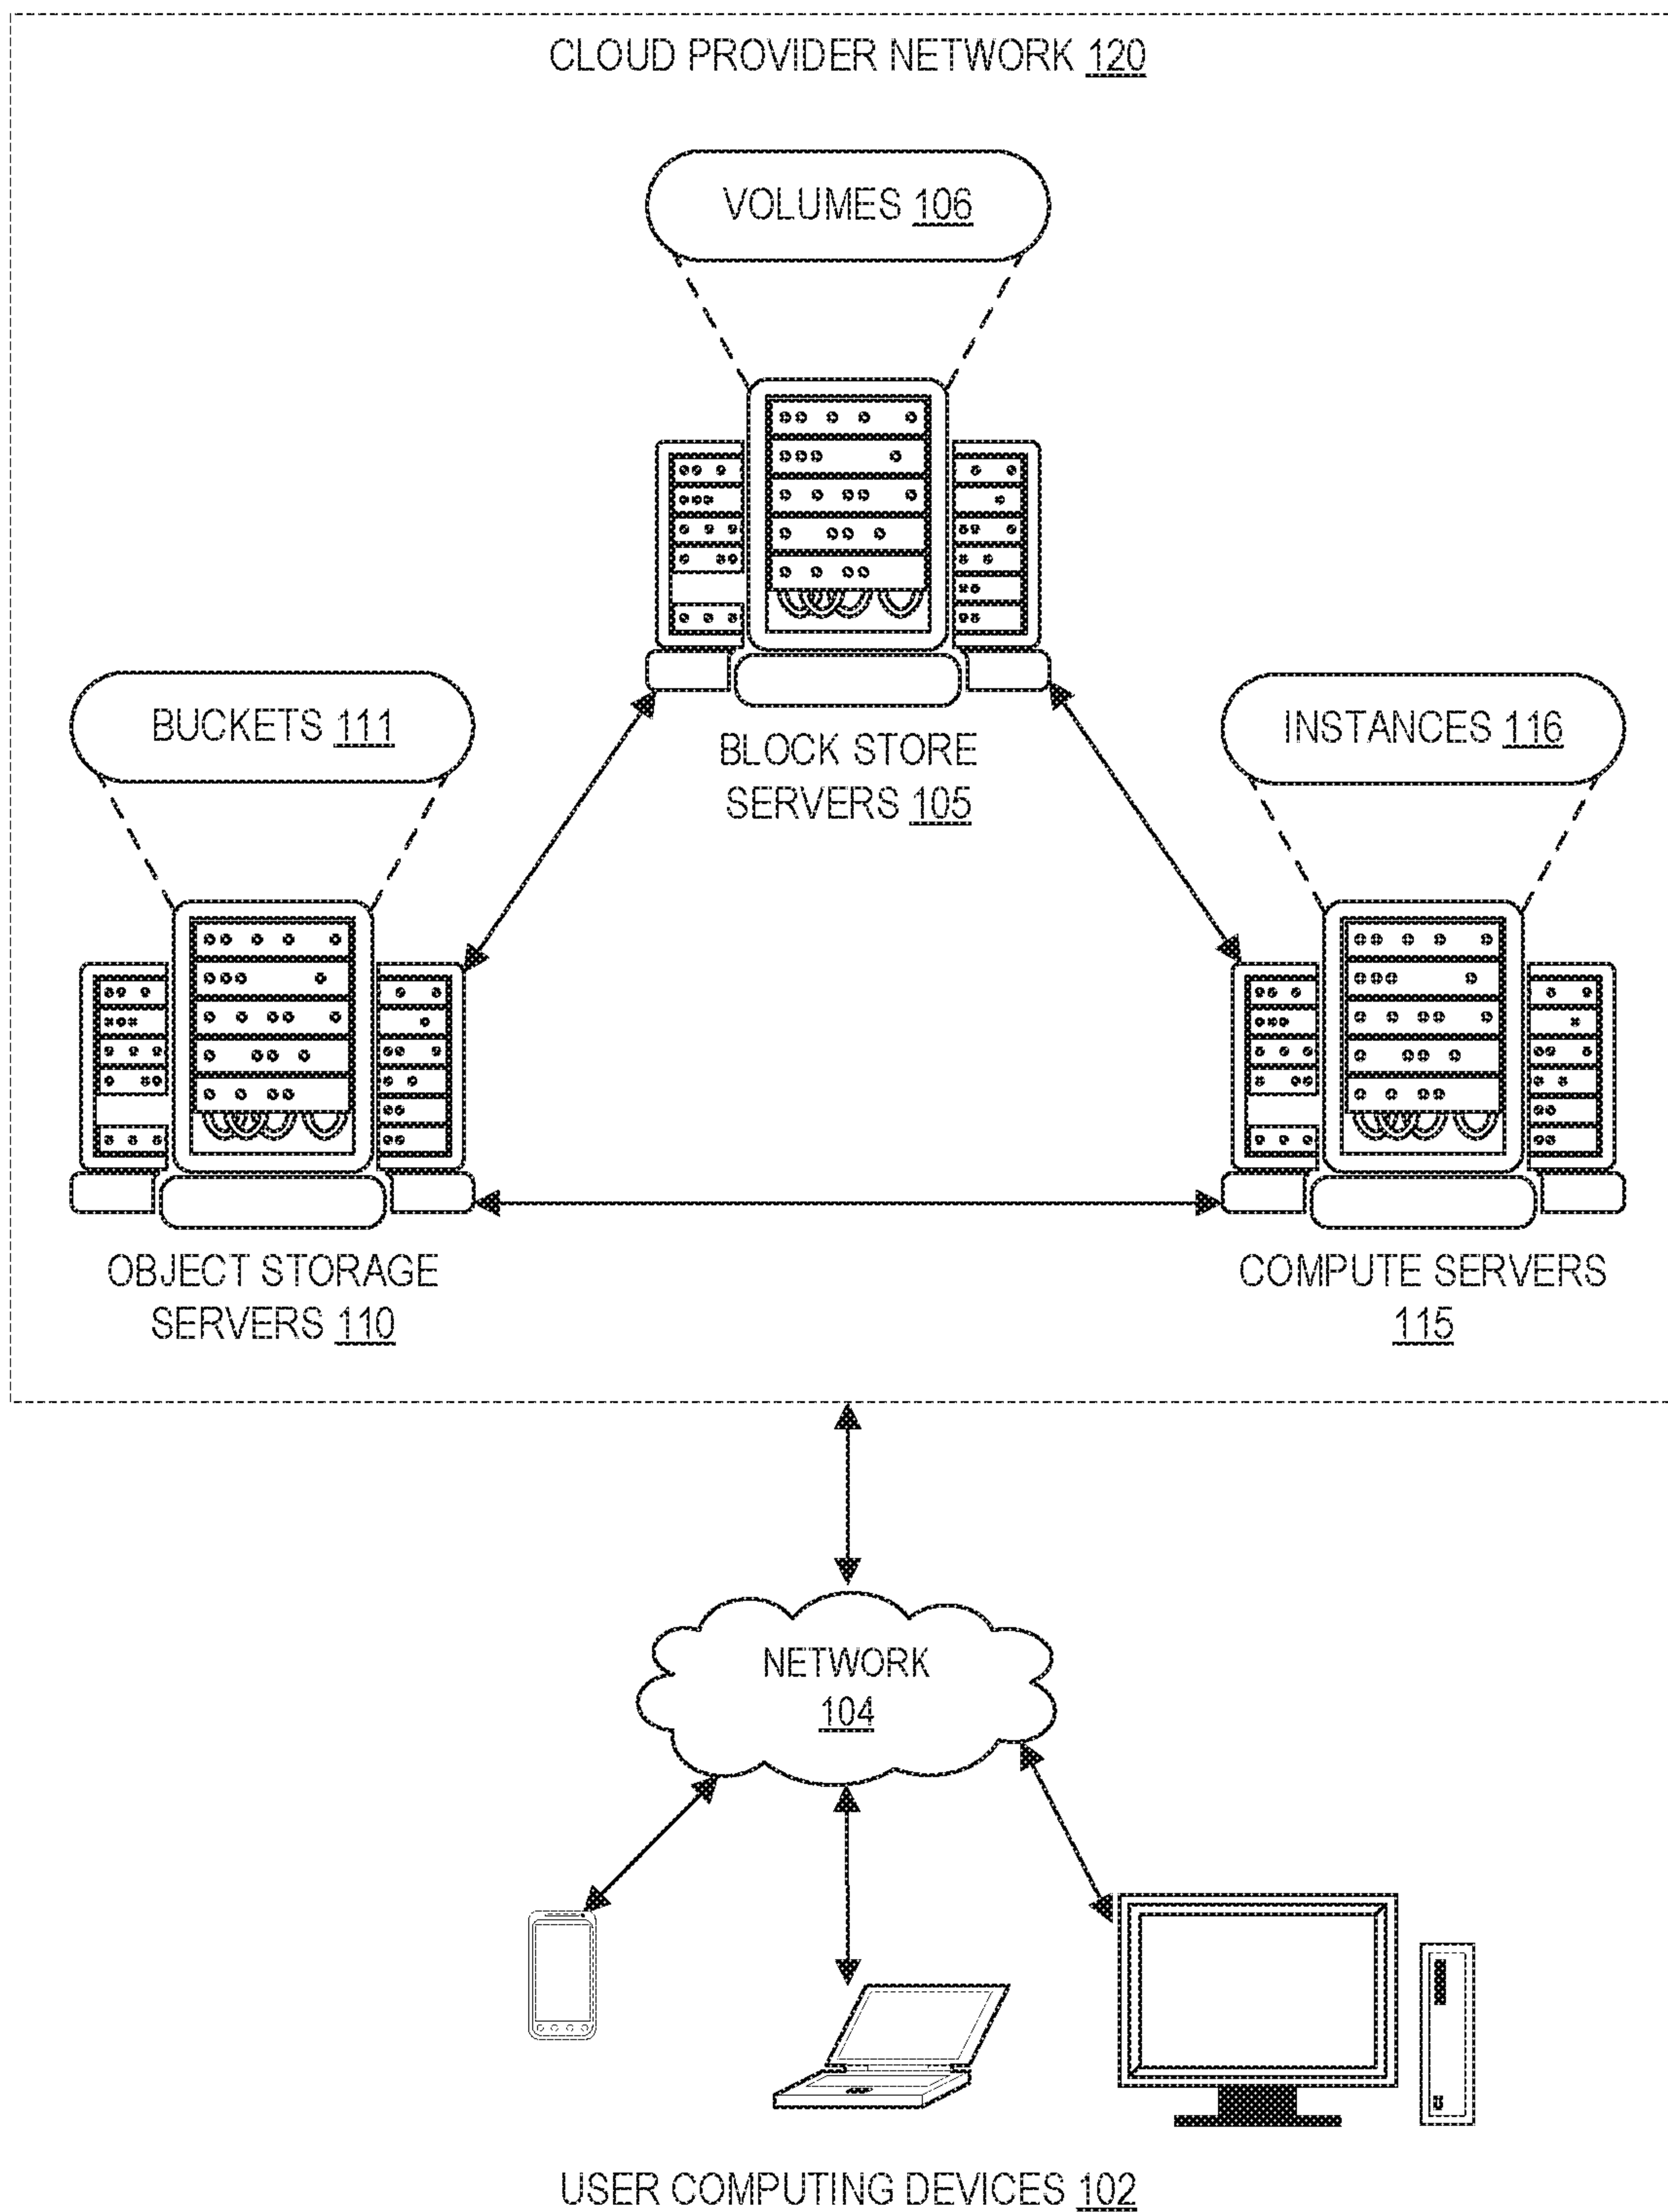 CLOUD PROVIDER NETWORK 120
VOLUMES 106
BLOCK STORE
SERVERS 105
BUCKETS 111
INSTANCES 116
OBJECT STORAGE
SERVERS 110
COMPUTE SERVERS
115
NETWORK
104
USER COMPUTING DEVICES 102